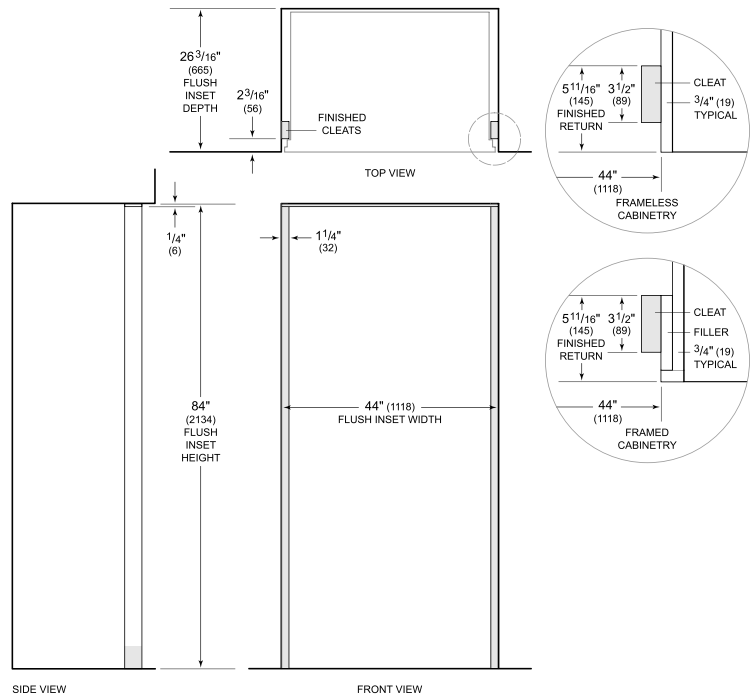 26 3/16"
(665)
FLUSH
INSET
DEPTH
2 3/16"
(56)
FINISHED
CLEATS
TOP VIEW
5 11/16"
(145)
FINISHED
RETURN
3 1/2"
(89)
CLEAT
3/4" (19)
TYPICAL
44"
(1118)
FRAMELESS
CABINETRY
1/4"
(6)
1 1/4"
(32)
84"
(2134)
FLUSH
INSET
HEIGHT
44" (1118)
FLUSH INSET WIDTH
5 11/16"
(145)
FINISHED
RETURN
3 1/2"
(89)
CLEAT
FILLER
3/4" (19)
TYPICAL
44"
(1118)
FRAMED
CABINETRY
SIDE VIEW
FRONT VIEW